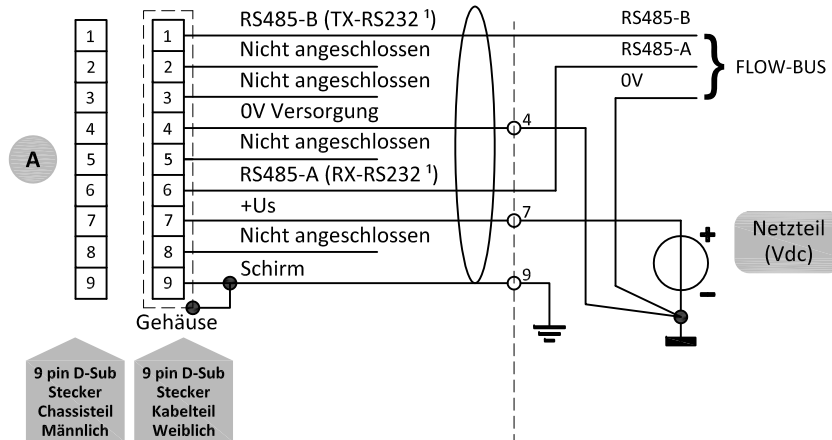 RS485-B (TX-RS232 ¹)
RS485-B
1
1
Nicht angeschlossen
RS485-A
2
2
Nicht angeschlossen
0V
FLOW-BUS
3
3
0V Versorgung
4
4
4
Nicht angeschlossen
A
5
5
RS485-A (RX-RS232 ¹)
6
6
+Us
7
7
7
Nicht angeschlossen
+
Netzteil
(Vdc)
8
8
Schirm
9
9
9
–
Gehäuse
9 pin D-Sub
Stecker
Chassisteil
Männlich
9 pin D-Sub
Stecker
Kabelteil
Weiblich